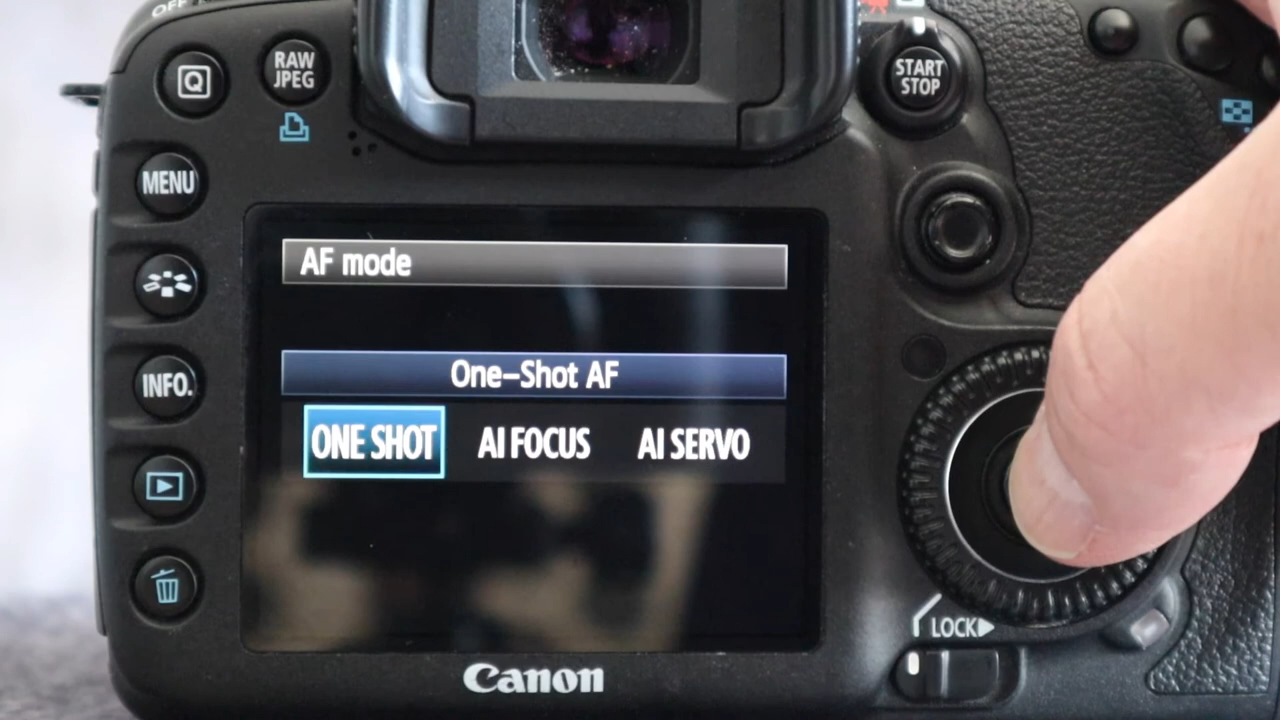 OFF
Q
RAW
JPEG
START
STOP
MENU
AF mode
One-Shot AF
INFO.
ONE SHOT
AI FOCUS
AI SERVO
LOCK
Canon